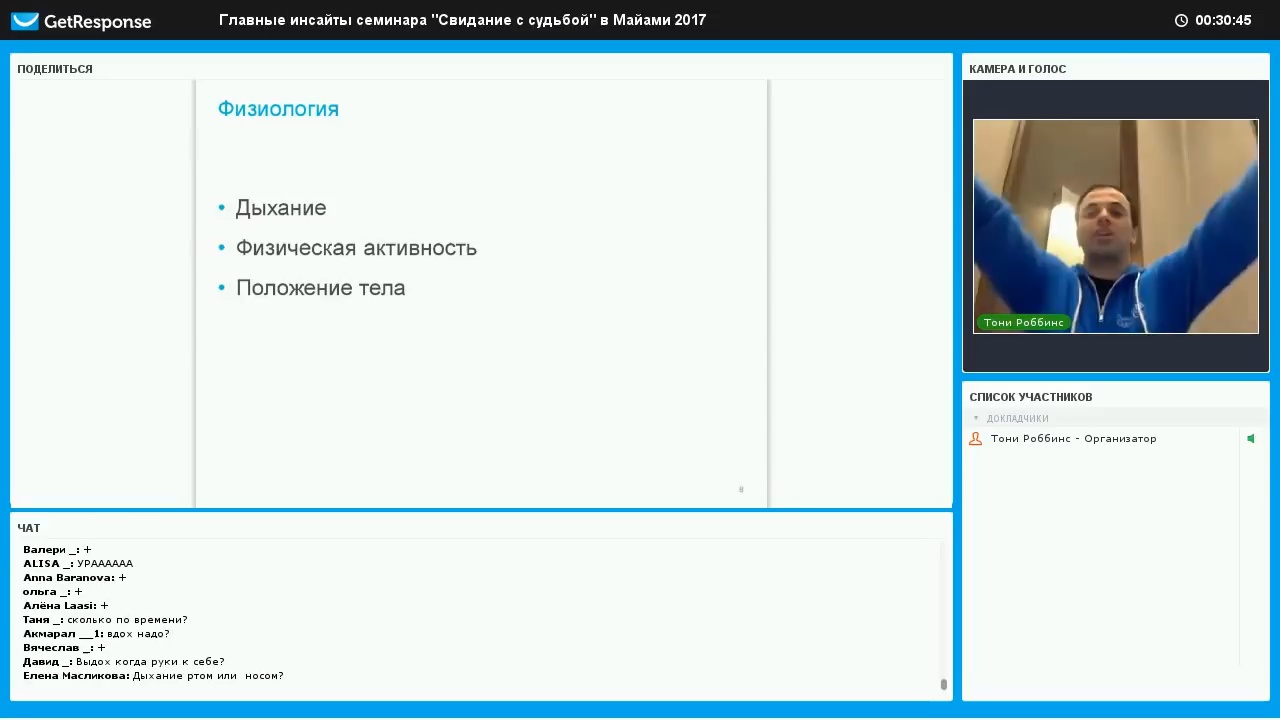 GetResponse
Главные инсайты семинара "Свидание с судьбой" в Майами 2017
00:30:45
ПОДЕЛИТЬСЯ
Физиология
• Дыхание
• Физическая активность
• Положение тела
#
КАМЕРА И ГОЛОС
Тони Роббинс
СПИСОК УЧАСТНИКОВ
ДОКЛАДЧИКИ
Тони Роббинс - Организатор
ЧАТ
Валери _: +
ALISA _: УРАААААА
Anna Baranova: +
ольга _: +
Алёна Laasi: +
Таня _: сколько по времени?
Акмарал __1: вдох надо?
Вячеслав _: +
Давид _: Выдох когда руки к себе?
Елена Масликова: Дыхание ртом или  носом?